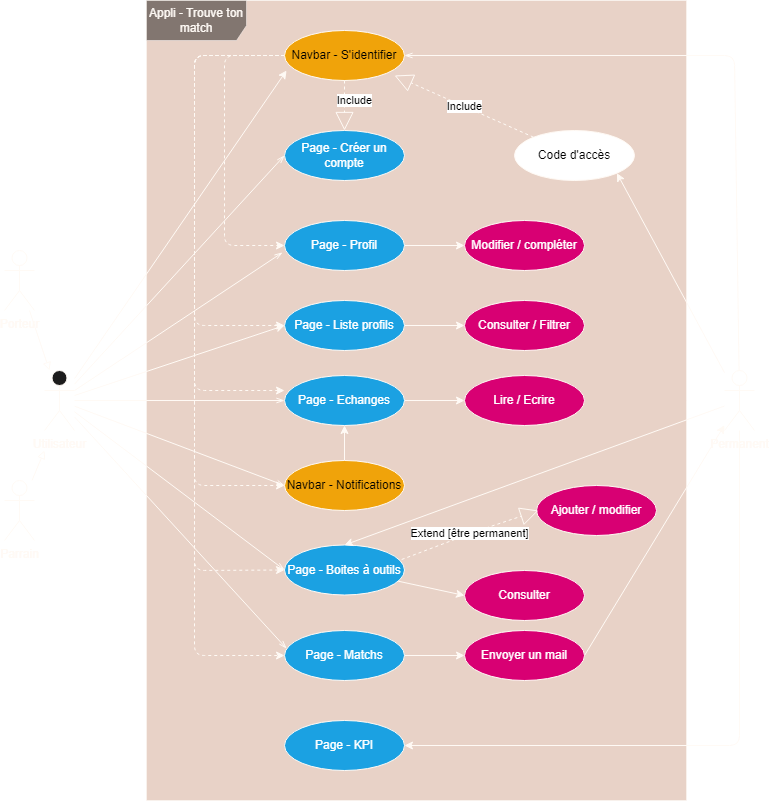 Appli - Trouve ton
match
Navbar - S'identifier
Include
Include
Page - Créer un
compte
Code d'accès
Page - Profil
Modifier / compléter
Page - Liste profils
Consulter / Filtrer
Page - Echanges
Lire / Ecrire
Navbar - Notifications
Ajouter / modifier
Extend [être permanent]
Page - Boites à outils
Consulter
Page - Matchs
Envoyer un mail
Page - KPI